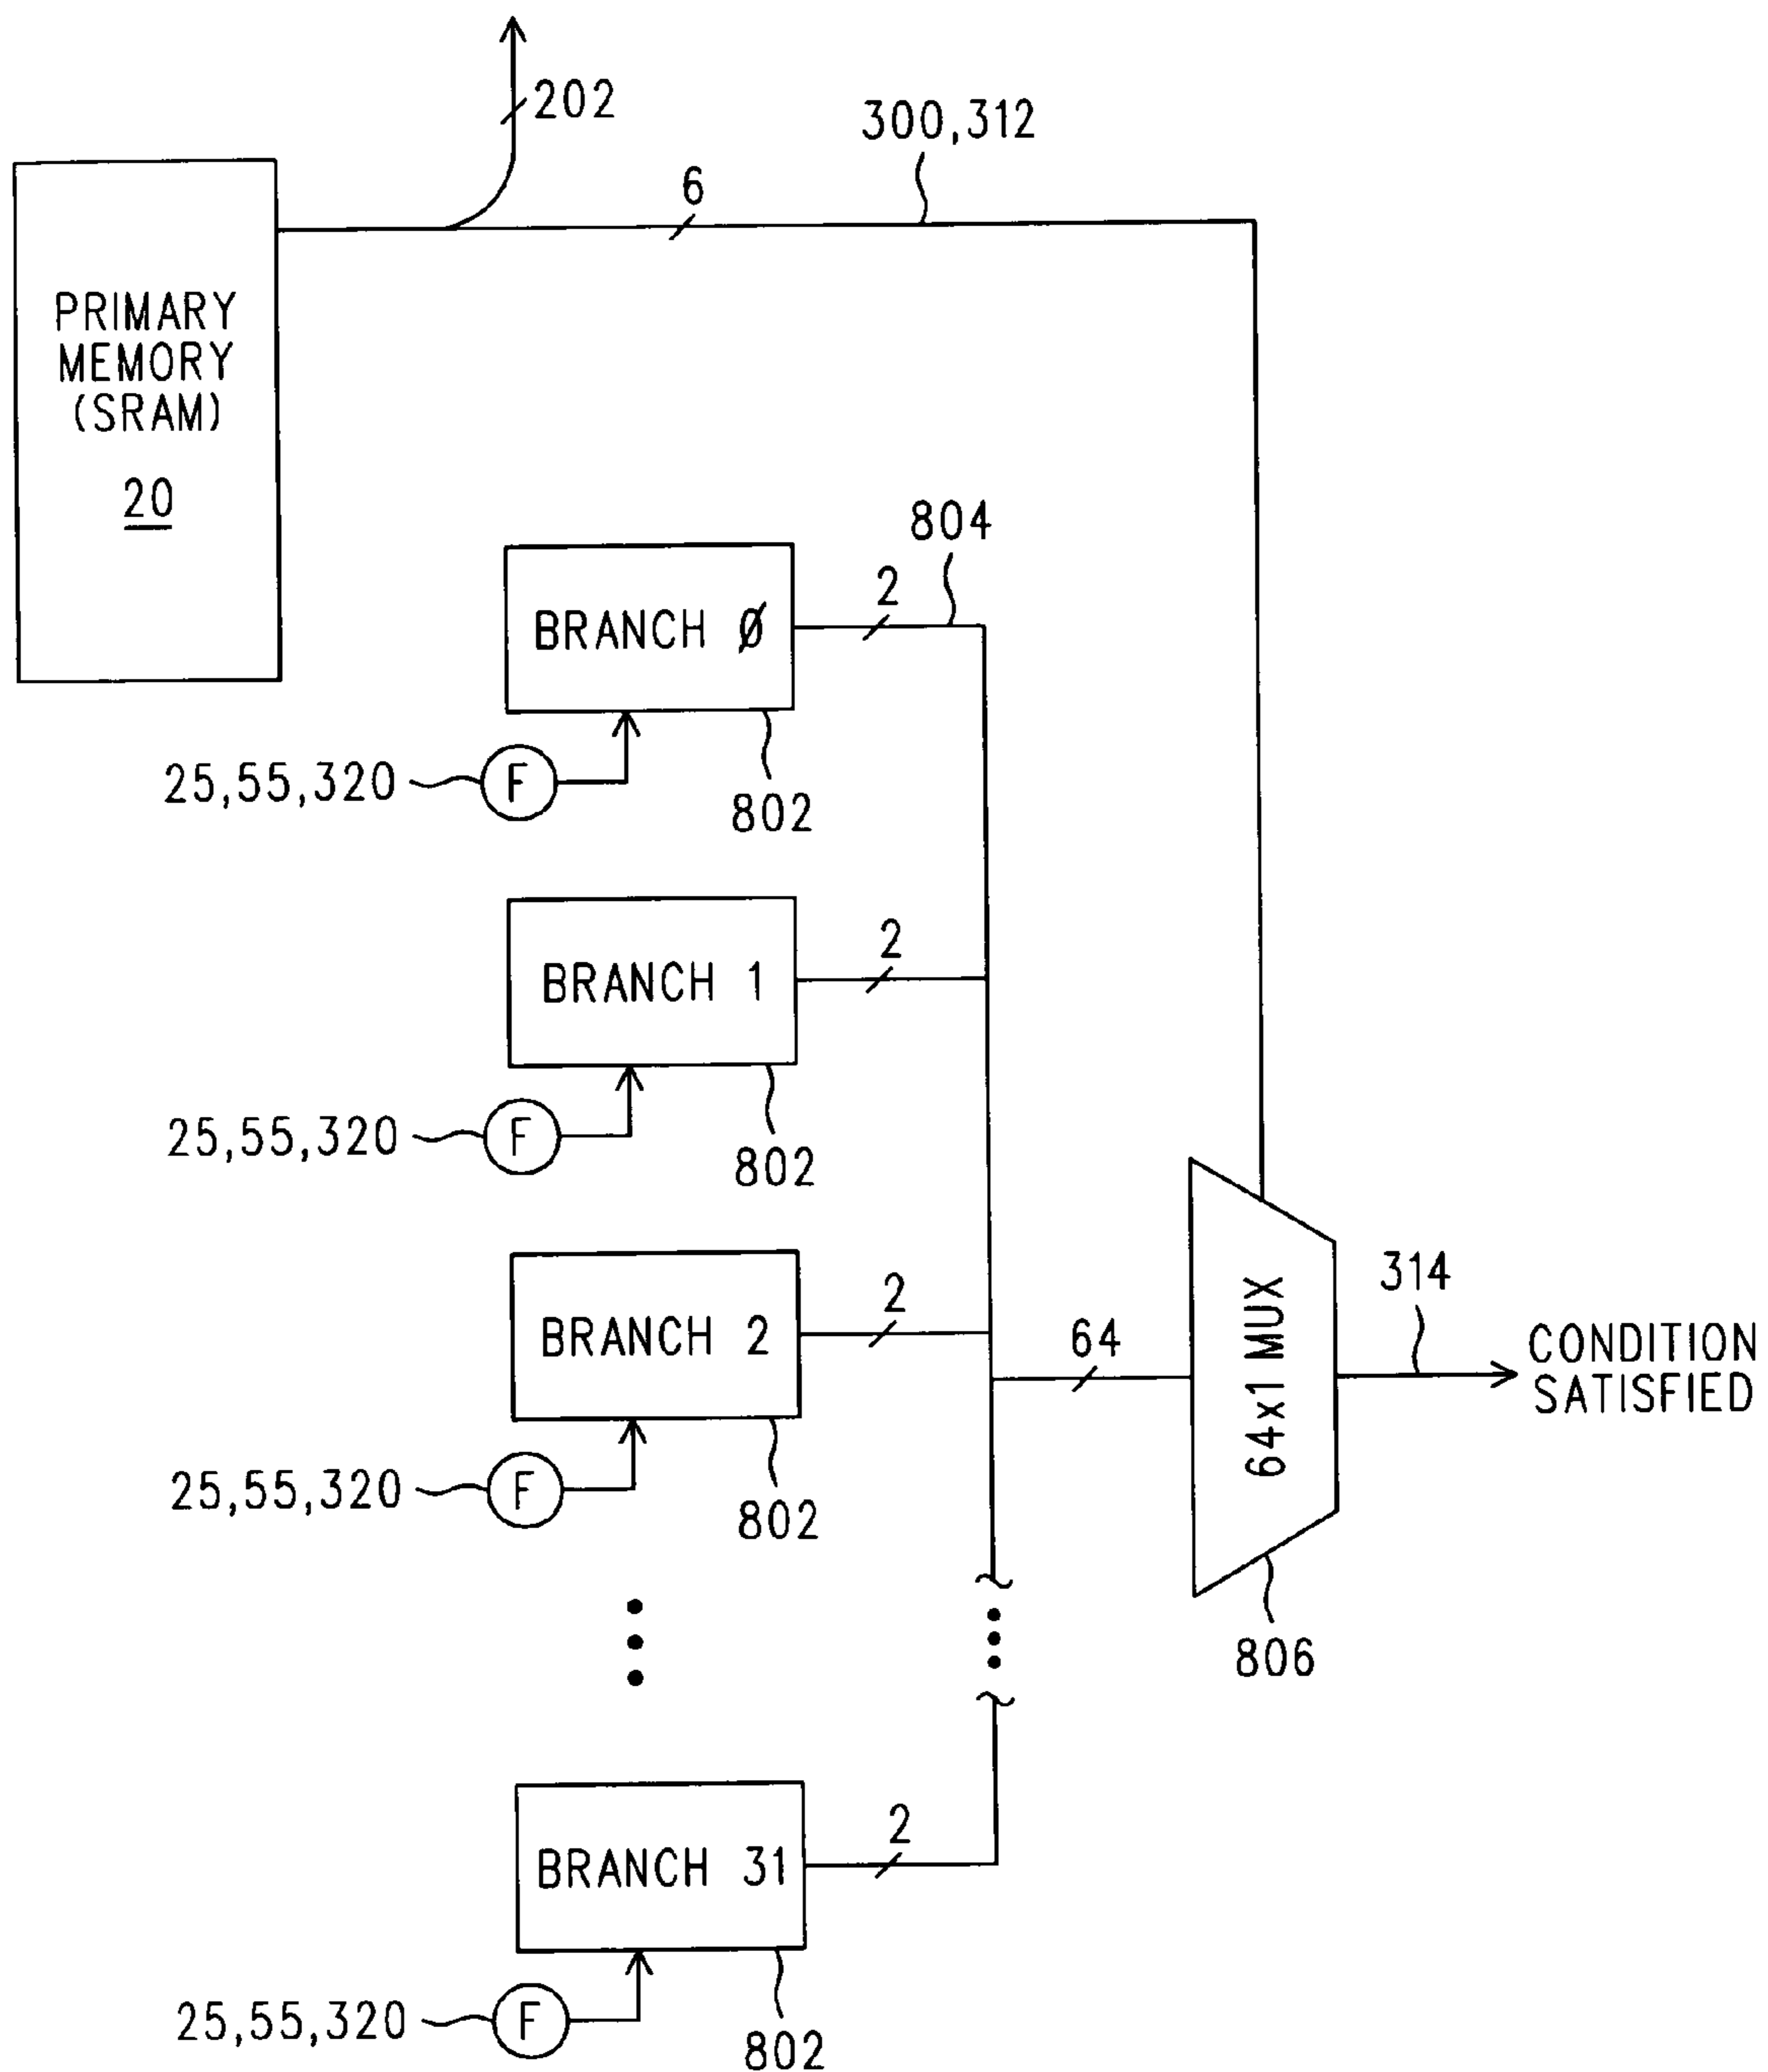 202
300,312
6
PRIMARY
MEMORY
(SRAM)
20
804
2
BRANCH Ø
25,55,320
F
802
2
BRANCH 1
25,55,320
F
802
2
BRANCH 2
25,55,320
F
802
64
64x1 MUX
314
CONDITION
SATISFIED
806
2
BRANCH 31
25,55,320
F
802